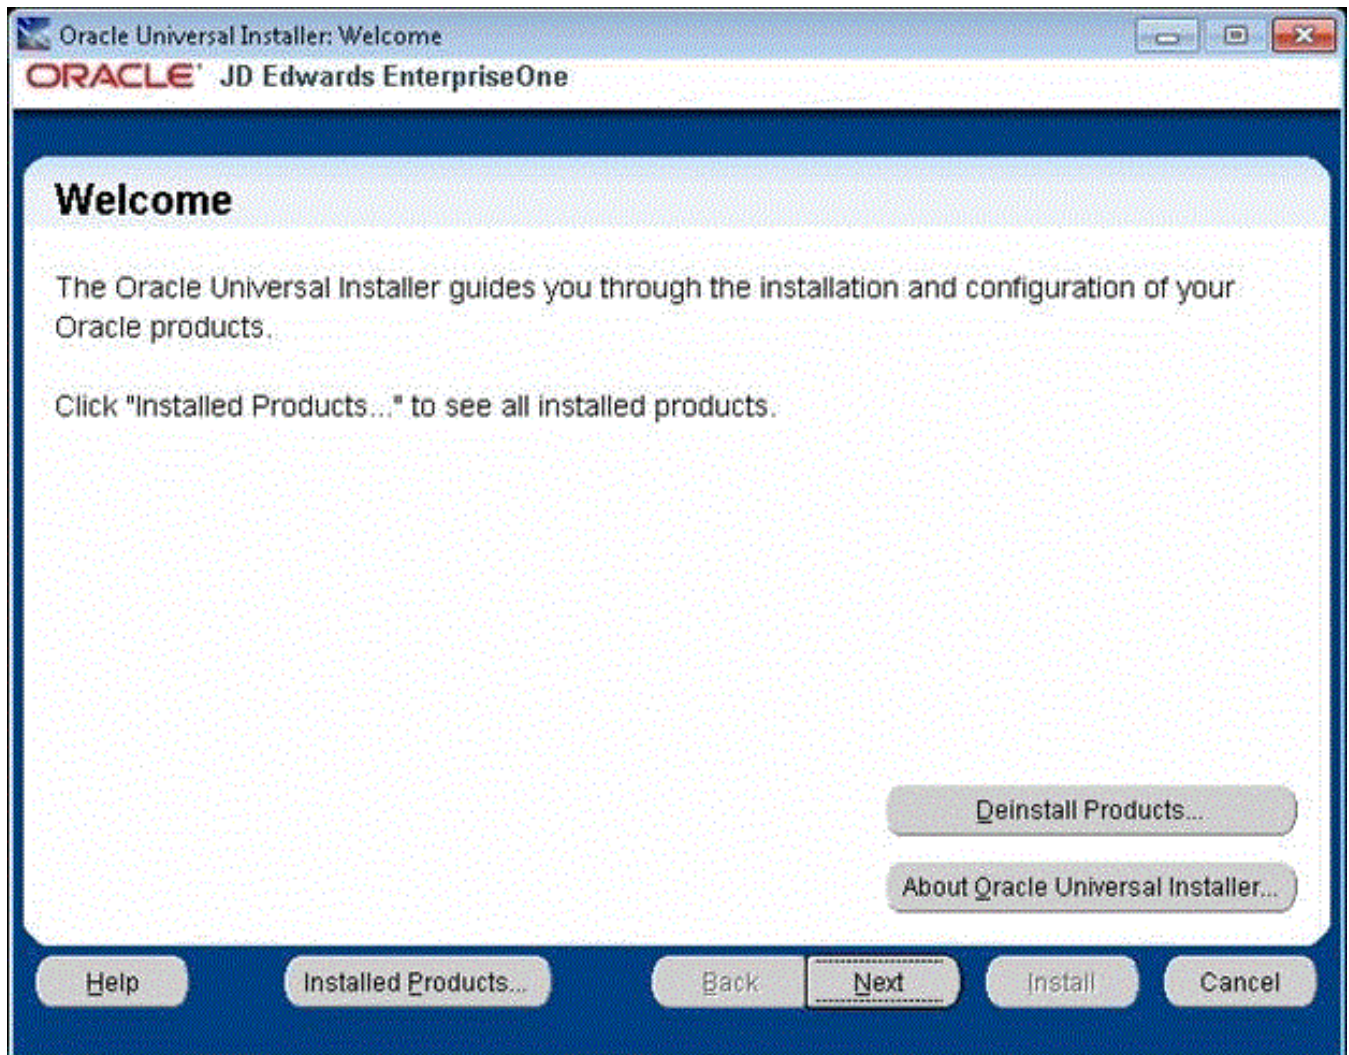 Oracle Universal Installer: Welcome
ORACLE' JD Edwards EnterpriseOne
Welcome
The Oracle Universal Installer guides you through the installation and configuration of your
Oracle products.
Click "Installed Products..." to see all installed products.
Deinstall Products...
About Oracle Universal Installer...
Help Installed Products... Back Next Install Cancel